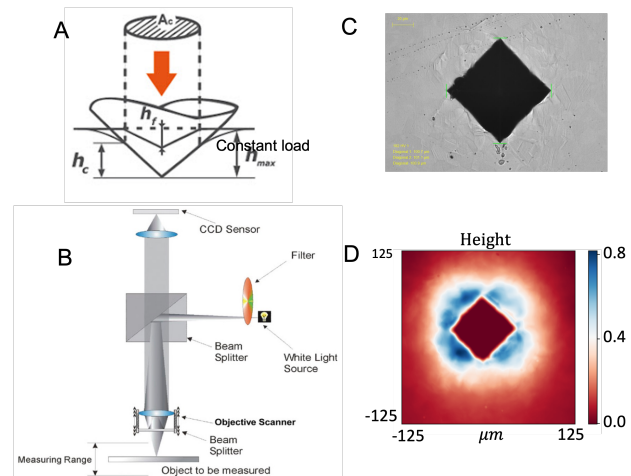 A
Ac
hf
Constant load
hc
hmax
C
B
CCD Sensor
Filter
Beam
Splitter
White Light
Source
Objective Scanner
Beam
Splitter
Measuring Range
Object to be measured
D
Height
125
-125
-125
μm
125
0.8
0.4
0.0